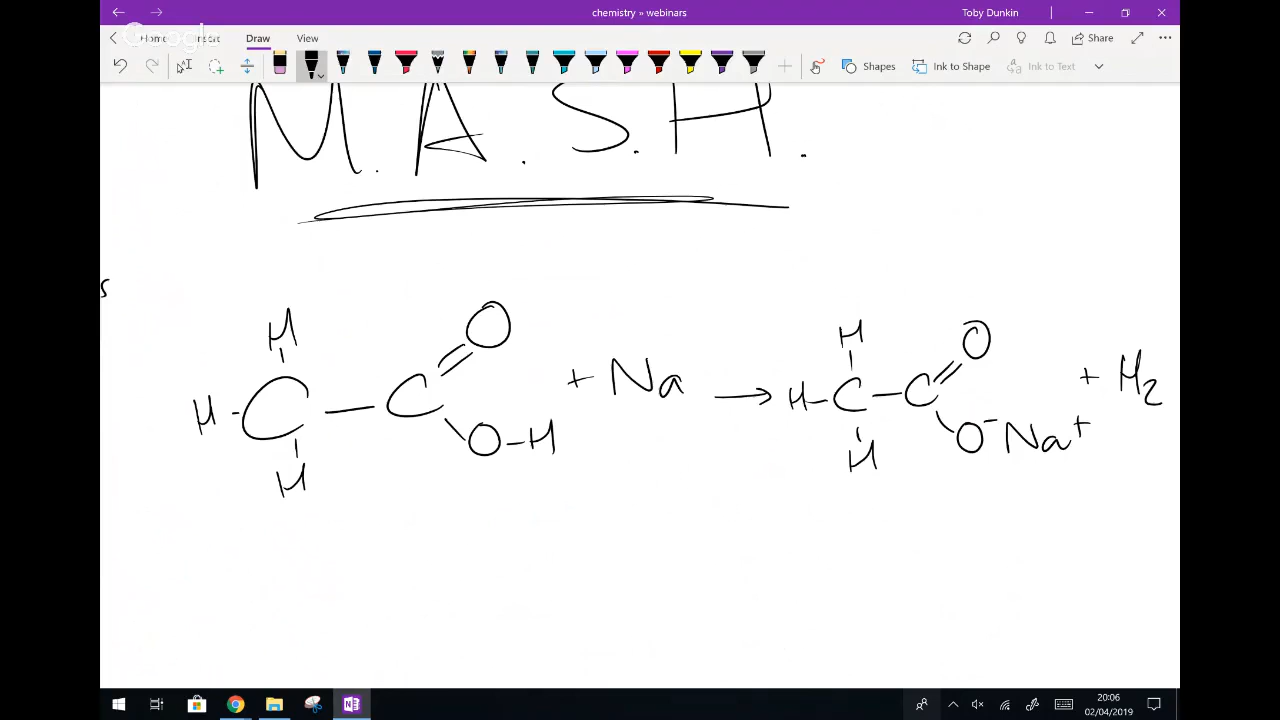 chemistry » webinars
Toby Dunkin
Google
Home Insert Draw View
Share
Shapes
Ink to Shape
Ink to Text
M.A.S.H.
s
H H
O O
H C C + Na → H C C + H2
O-H O- Na+
H H
20:06
02/04/2019